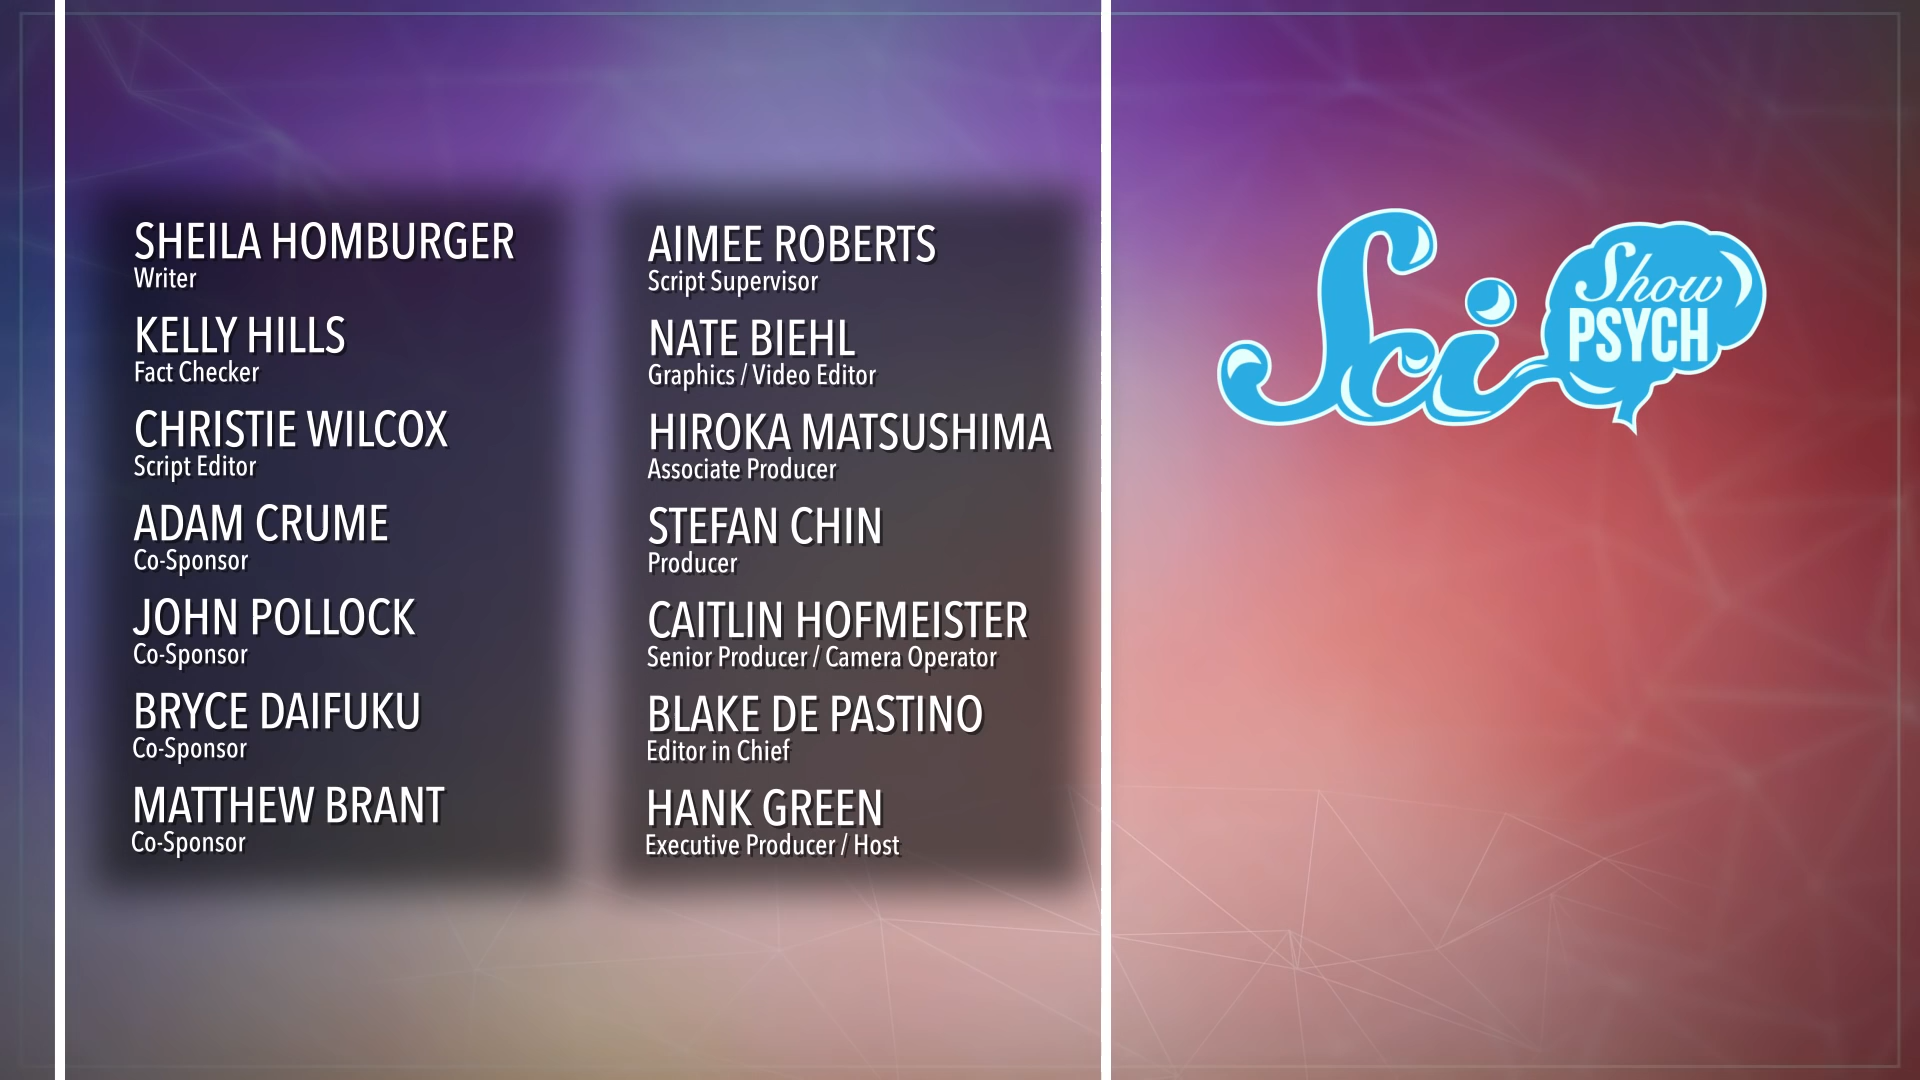 SHEILA HOMBURGER
Writer
KELLY HILLS
Fact Checker
CHRISTIE WILCOX
Script Editor
ADAM CRUME
Co-Sponsor
JOHN POLLOCK
Co-Sponsor
BRYCE DAIFUKU
Co-Sponsor
MATTHEW BRANT
Co-Sponsor
AIMEE ROBERTS
Script Supervisor
NATE BIEHL
Graphics / Video Editor
HIROKA MATSUSHIMA
Associate Producer
STEFAN CHIN
Producer
CAITLIN HOFMEISTER
Senior Producer / Camera Operator
BLAKE DE PASTINO
Editor in Chief
HANK GREEN
Executive Producer / Host
Sci
Show
PSYCH